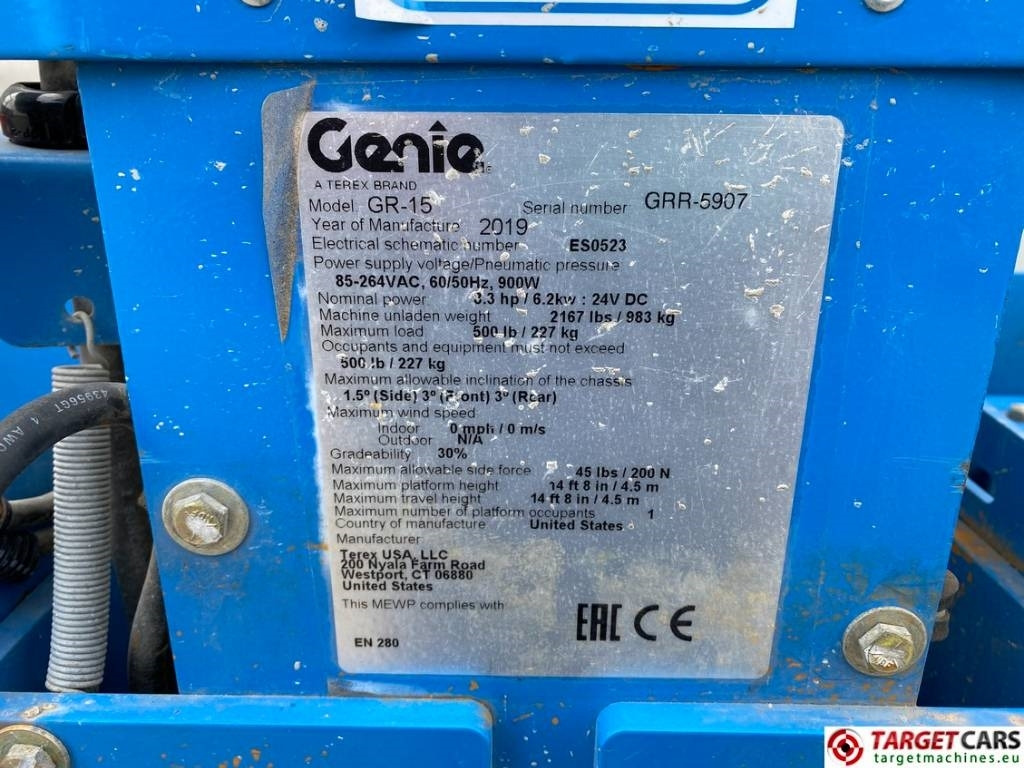 Genie
A TEREX BRAND
Model GR-15 Serial number GRR-5907
Year of Manufacture 2019
Electrical schematic number ES0523
Power supply voltage/Pneumatic pressure
85-264VAC, 60/50Hz, 900W
Nominal power 3.3 hp / 6.2kw : 24V DC
Machine unladen weight 2167 lbs / 983 kg
Maximum load 500 lb / 227 kg
Occupants and equipment must not exceed
500 lb / 227 kg
Maximum allowable inclination of the chassis
1.5º (Side) 3º (Front) 3º (Rear)
Maximum wind speed
Indoor 0 mph / 0 m/s
Outdoor N/A
Gradeability 30%
Maximum allowable side force 45 lbs / 200 N
Maximum platform height 14 ft 8 in / 4.5 m
Maximum travel height 14 ft 8 in / 4.5 m
Maximum number of platform occupants 1
Country of manufacture United States
Manufacturer
Terex USA, LLC
200 Nyala Farm Road
Westport, CT 06880
United States
This MEWP complies with
EN 280
EAC CE
43956GT 4 AW
TARGETCARS
targetmachines.eu